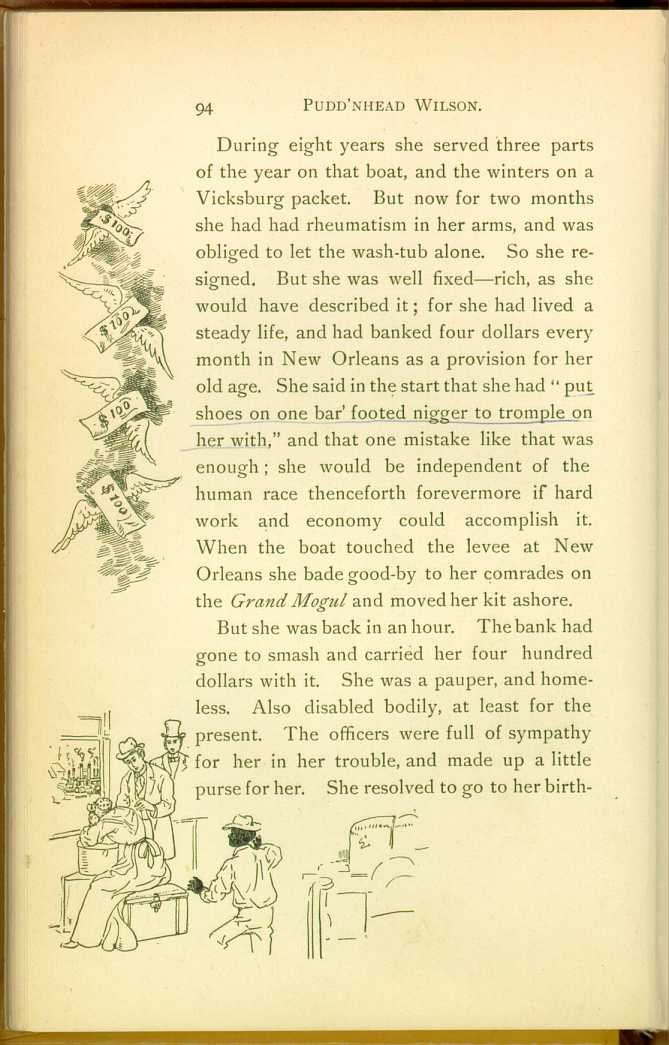 94 PUDD'NHEAD WILSON.
During eight years she served three parts
of the year on that boat, and the winters on a
Vicksburg packet. But now for two months
she had had rheumatism in her arms, and was
obliged to let the wash-tub alone. So she re-
signed. But she was well fixed—rich, as she
would have described it; for she had lived a
steady life, and had banked four dollars every
month in New Orleans as a provision for her
old age. She said in the start that she had "put
shoes on one bar' footed nigger to tromple on
her with," and that one mistake like that was
enough; she would be independent of the
human race thenceforth forevermore if hard
work and economy could accomplish it.
When the boat touched the levee at New
Orleans she bade good-by to her comrades on
the Grand Mogul and moved her kit ashore.
But she was back in an hour. The bank had
gone to smash and carried her four hundred
dollars with it. She was a pauper, and home-
less. Also disabled bodily, at least for the
present. The officers were full of sympathy
for her in her trouble, and made up a little
purse for her. She resolved to go to her birth-
$100
$100
$100
$100